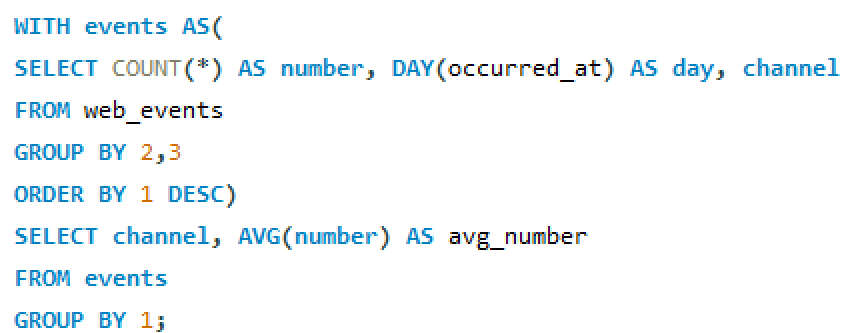 WITH events AS(
SELECT COUNT(*) AS number, DAY(occurred_at) AS day, channel
FROM web_events
GROUP BY 2,3
ORDER BY 1 DESC)
SELECT channel, AVG(number) AS avg_number
FROM events
GROUP BY 1;